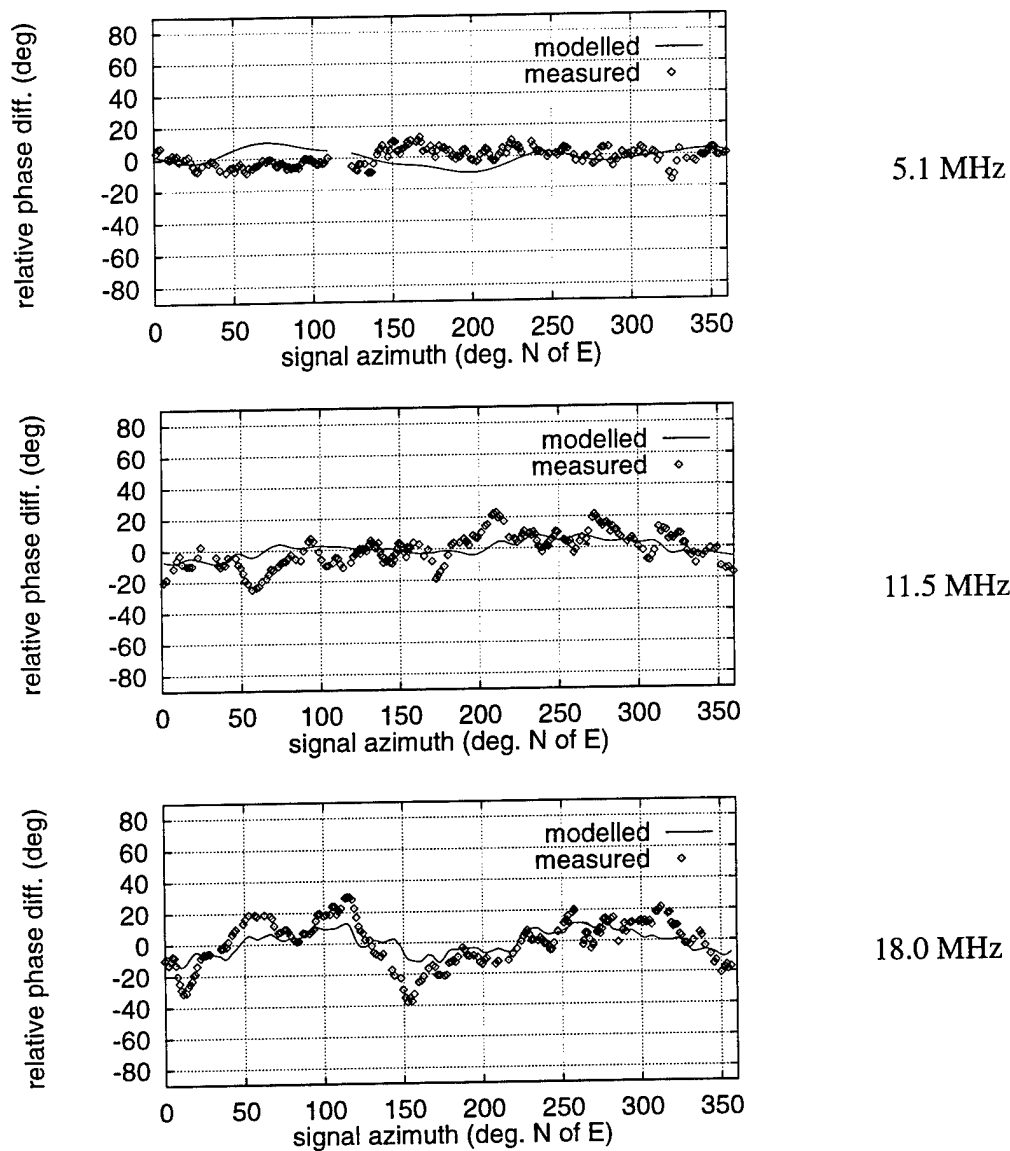 relative phase diff. (deg)
80
60
40
20
0
-20
-40
-60
-80
modelled
measured
0 50 100 150 200 250 300 350
signal azimuth (deg. N of E)
5.1 MHz
relative phase diff. (deg)
80
60
40
20
0
-20
-40
-60
-80
modelled
measured
0 50 100 150 200 250 300 350
signal azimuth (deg. N of E)
11.5 MHz
relative phase diff. (deg)
80
60
40
20
0
-20
-40
-60
-80
modelled
measured
0 50 100 150 200 250 300 350
signal azimuth (deg. N of E)
18.0 MHz